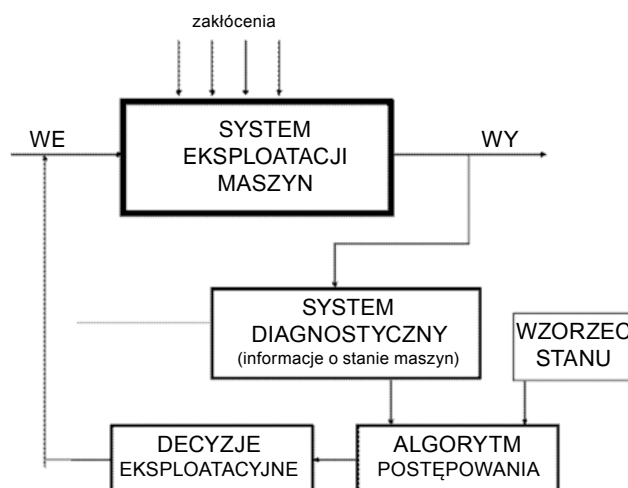 zakłócenia
WE
SYSTEM
EKSPLOATACJI
MASZYN
WY
SYSTEM
DIAGNOSTYCZNY
(informacje o stanie maszyn)
WZORZEC
STANU
DECYZJE
EKSPLOATACYJNE
ALGORYTM
POSTĘPOWANIA